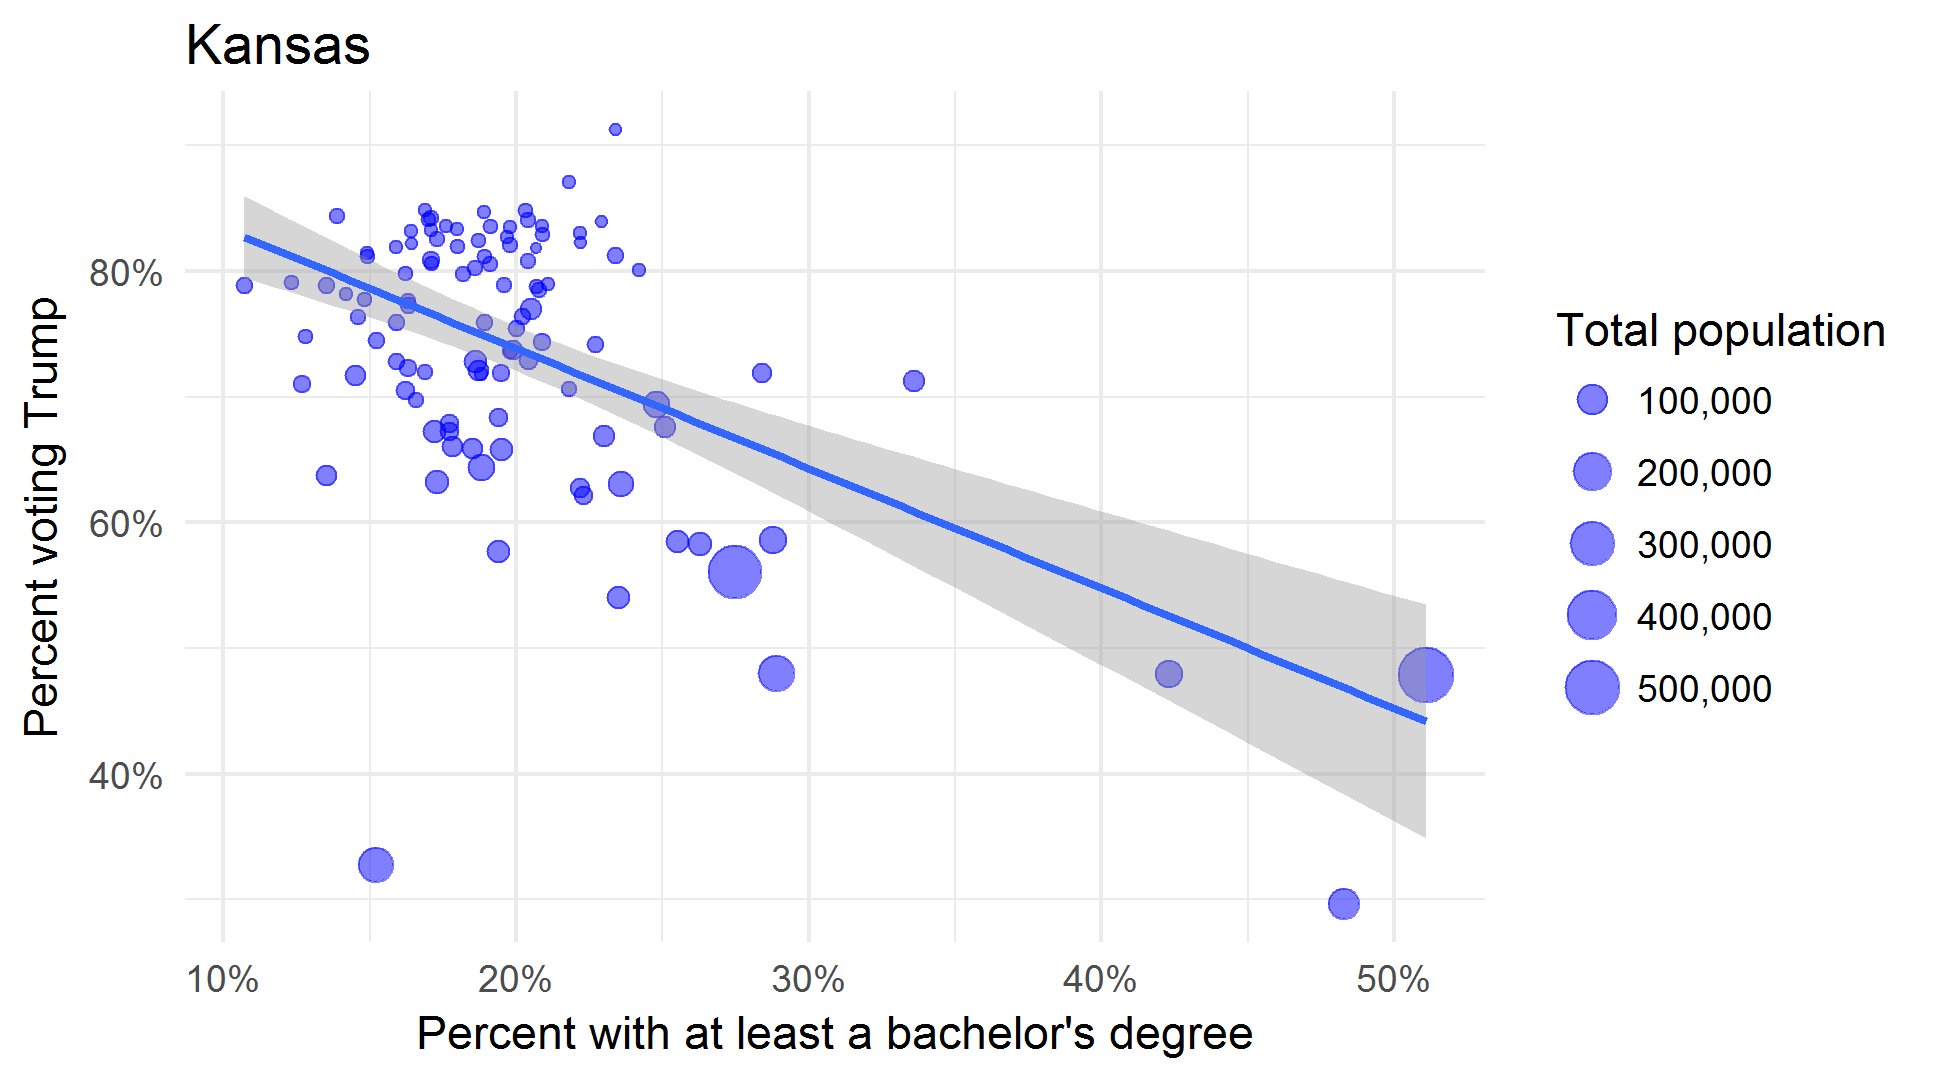 Kansas
80%
60%
40%
Percent voting Trump
10% 20% 30% 40% 50%
Percent with at least a bachelor's degree
Total population
100,000
200,000
300,000
400,000
500,000